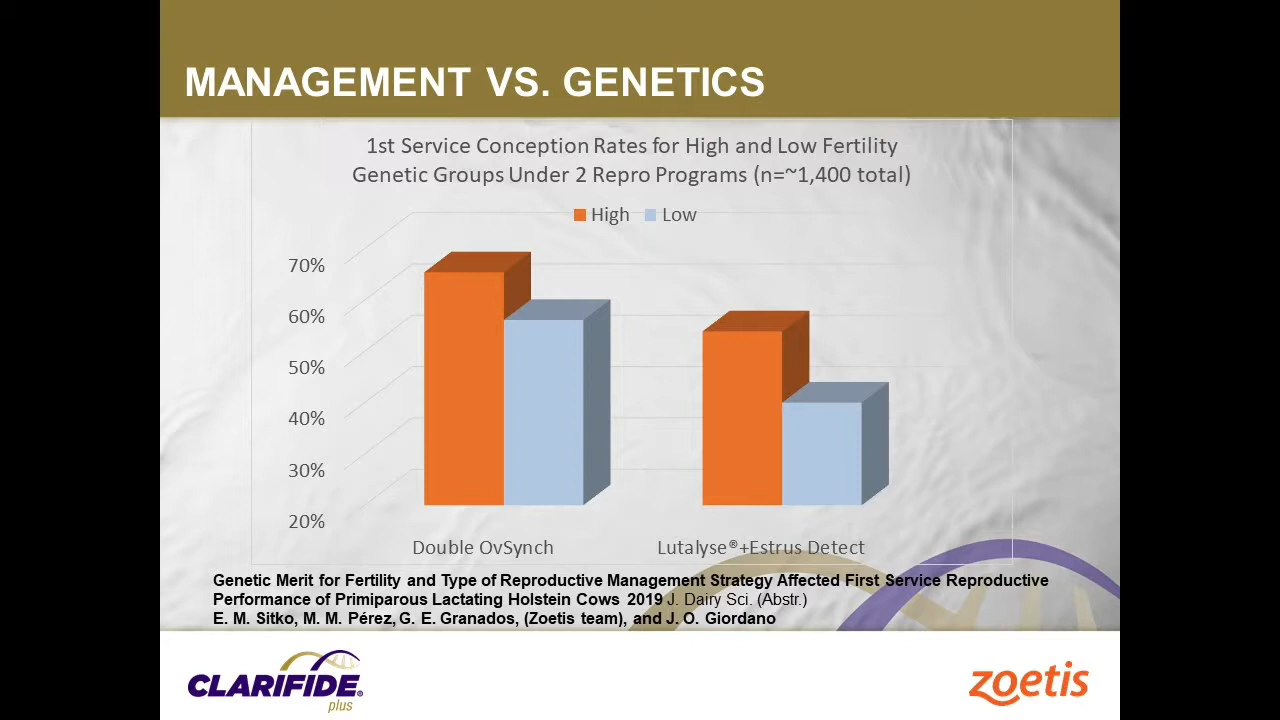 MANAGEMENT VS. GENETICS
1st Service Conception Rates for High and Low Fertility
Genetic Groups Under 2 Repro Programs (n=~1,400 total)
High Low
70%
60%
50%
40%
30%
20%
Double OvSynch Lutalyse®+Estrus Detect
Genetic Merit for Fertility and Type of Reproductive Management Strategy Affected First Service Reproductive
Performance of Primiparous Lactating Holstein Cows 2019 J. Dairy Sci. (Abstr.)
E. M. Sitko, M. M. Pérez, G. E. Granados, (Zoetis team), and J. O. Giordano
CLARIFIDE®
plus
zoetis